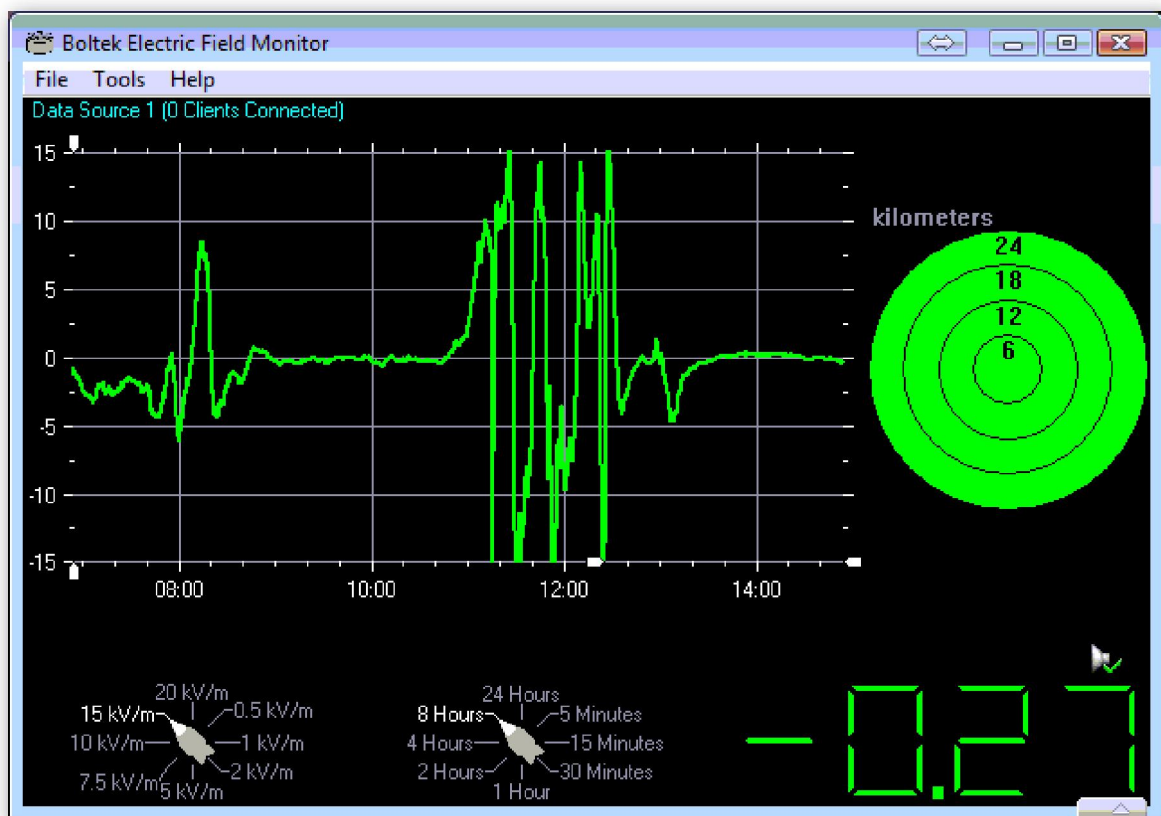 Boltek Electric Field Monitor
File Tools Help
Data Source 1 (0 Clients Connected)
15
10
5
0
-5
-10
-15
08:00 10:00 12:00 14:00
kilometers
24
18
12
6
20 kV/m
15 kV/m 0.5 kV/m
10 kV/m 1 kV/m
7.5 kV/m 2 kV/m
5 kV/m
24 Hours
8 Hours 5 Minutes
4 Hours 15 Minutes
2 Hours 30 Minutes
1 Hour
-0.27